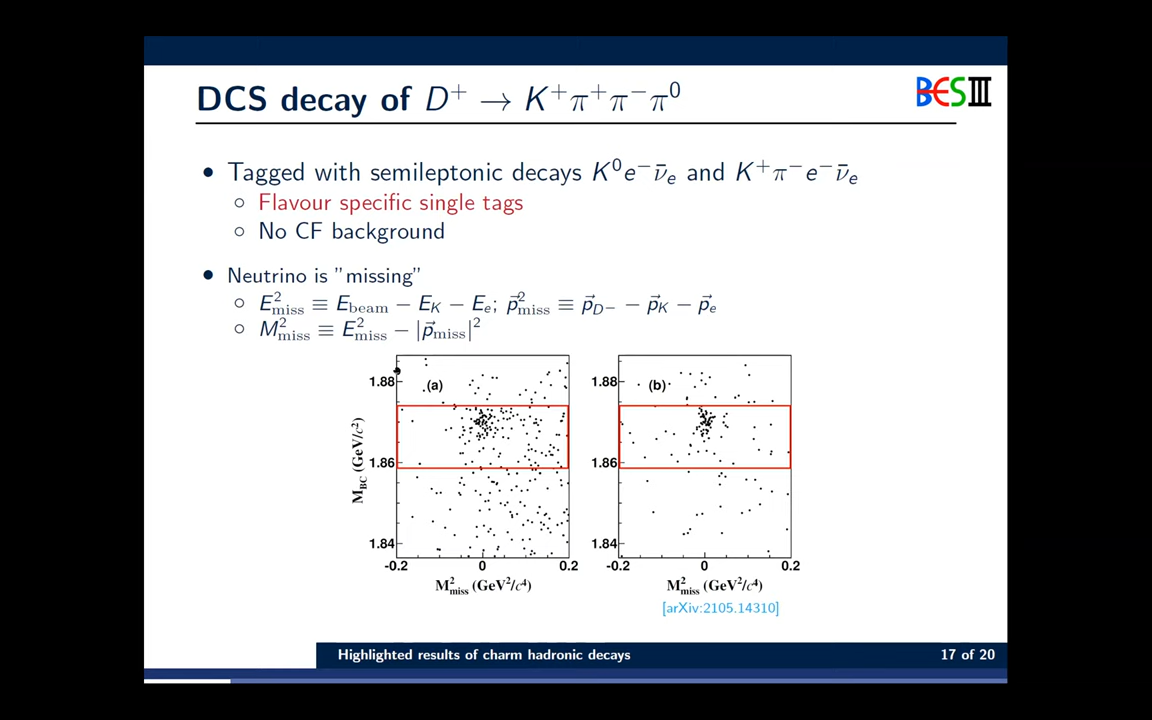 DCS decay of D⁺ → K⁺π⁺π⁻π⁰
BESIII
• Tagged with semileptonic decays K⁰e⁻ν̄ₑ and K⁺π⁻e⁻ν̄ₑ
○ Flavour specific single tags
○ No CF background
• Neutrino is ”missing”
○ E²miss ≡ Ebeam − EK − Ee; p⃗²miss ≡ p⃗D⁻ − p⃗K − p⃗e
○ M²miss ≡ E²miss − |p⃗miss|²
(a)
(b)
1.88
1.86
1.84
1.88
1.86
1.84
MBC (GeV/c²)
-0.2 0 0.2
-0.2 0 0.2
M²miss (GeV²/c⁴)
M²miss (GeV²/c⁴)
[arXiv:2105.14310]
Highlighted results of charm hadronic decays
17 of 20